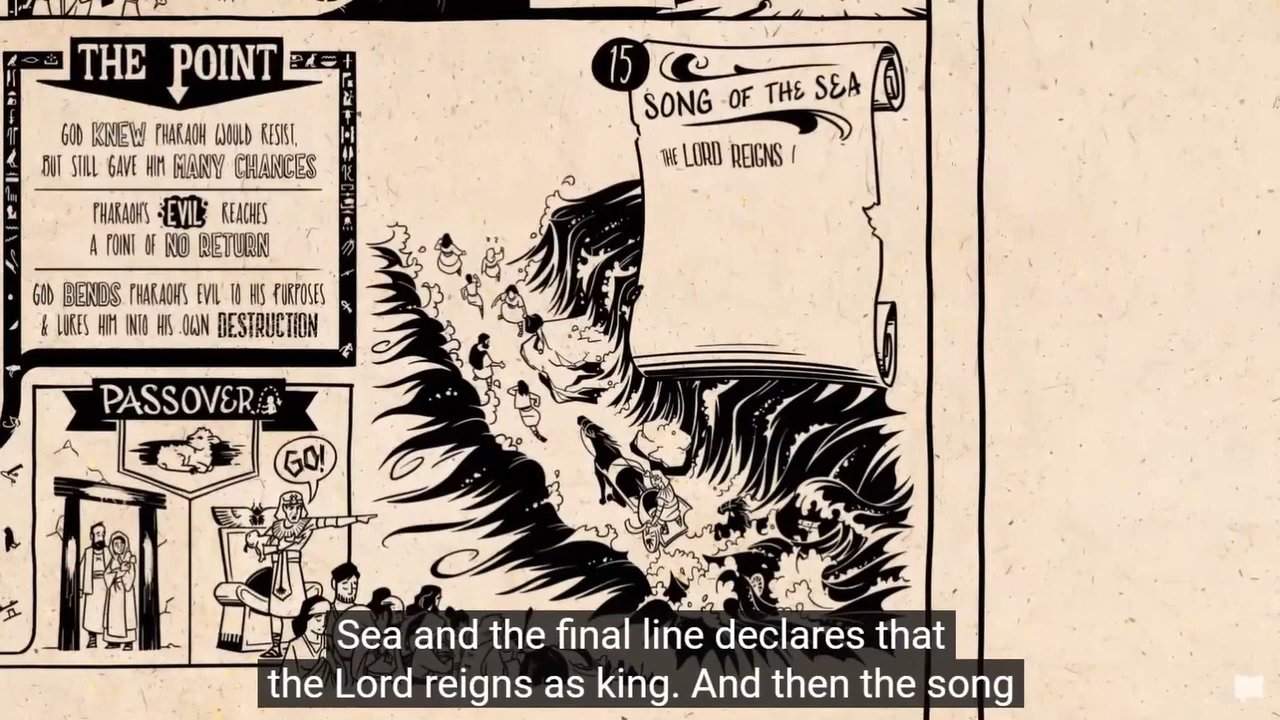 THE POINT
GOD KNEW PHARAOH WOULD RESIST,
BUT STILL GAVE HIM MANY CHANCES
PHARAOH'S EVIL REACHES
A POINT OF NO RETURN
GOD BENDS PHARAOH'S EVIL TO HIS PURPOSES
& LURES HIM INTO HIS OWN DESTRUCTION
PASSOVER
GO!
15
SONG OF THE SEA
THE LORD REIGNS
Sea and the final line declares that
the Lord reigns as king. And then the song